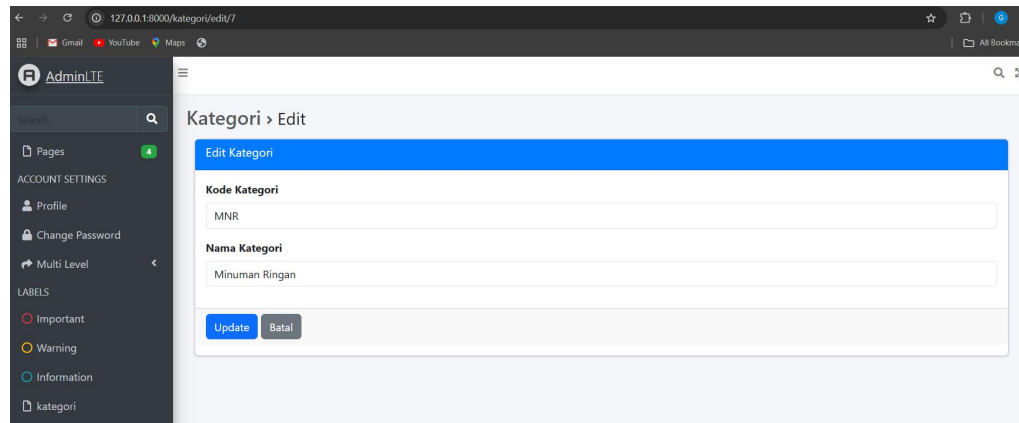 127.0.0.1:8000/kategori/edit/7
G
Gmail YouTube Maps
All Bookma
AdminLTE
search
Kategori › Edit
Pages 4
Edit Kategori
ACCOUNT SETTINGS
Kode Kategori
Profile
MNR
Change Password
Nama Kategori
Multi Level
Minuman Ringan
LABELS
Important
Update Batal
Warning
Information
kategori